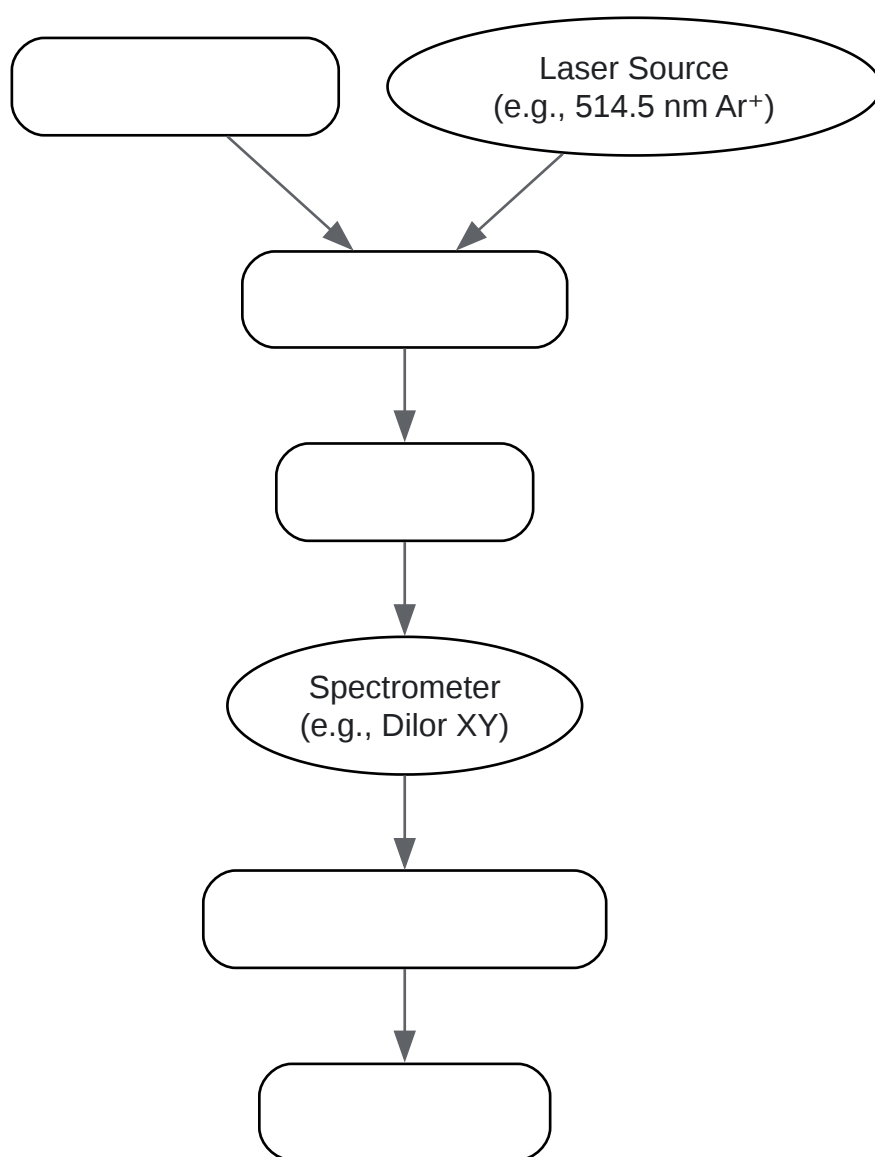 Laser Source
(e.g., 514.5 nm Ar⁺)
Spectrometer
(e.g., Dilor XY)